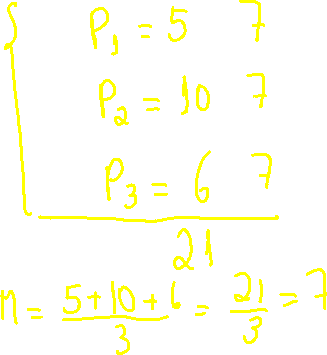 P₁ = 5 7
P₂ = 10 7
P₃ = 6 7
21
n = (5+10+6)/3 = 21/3 = 7